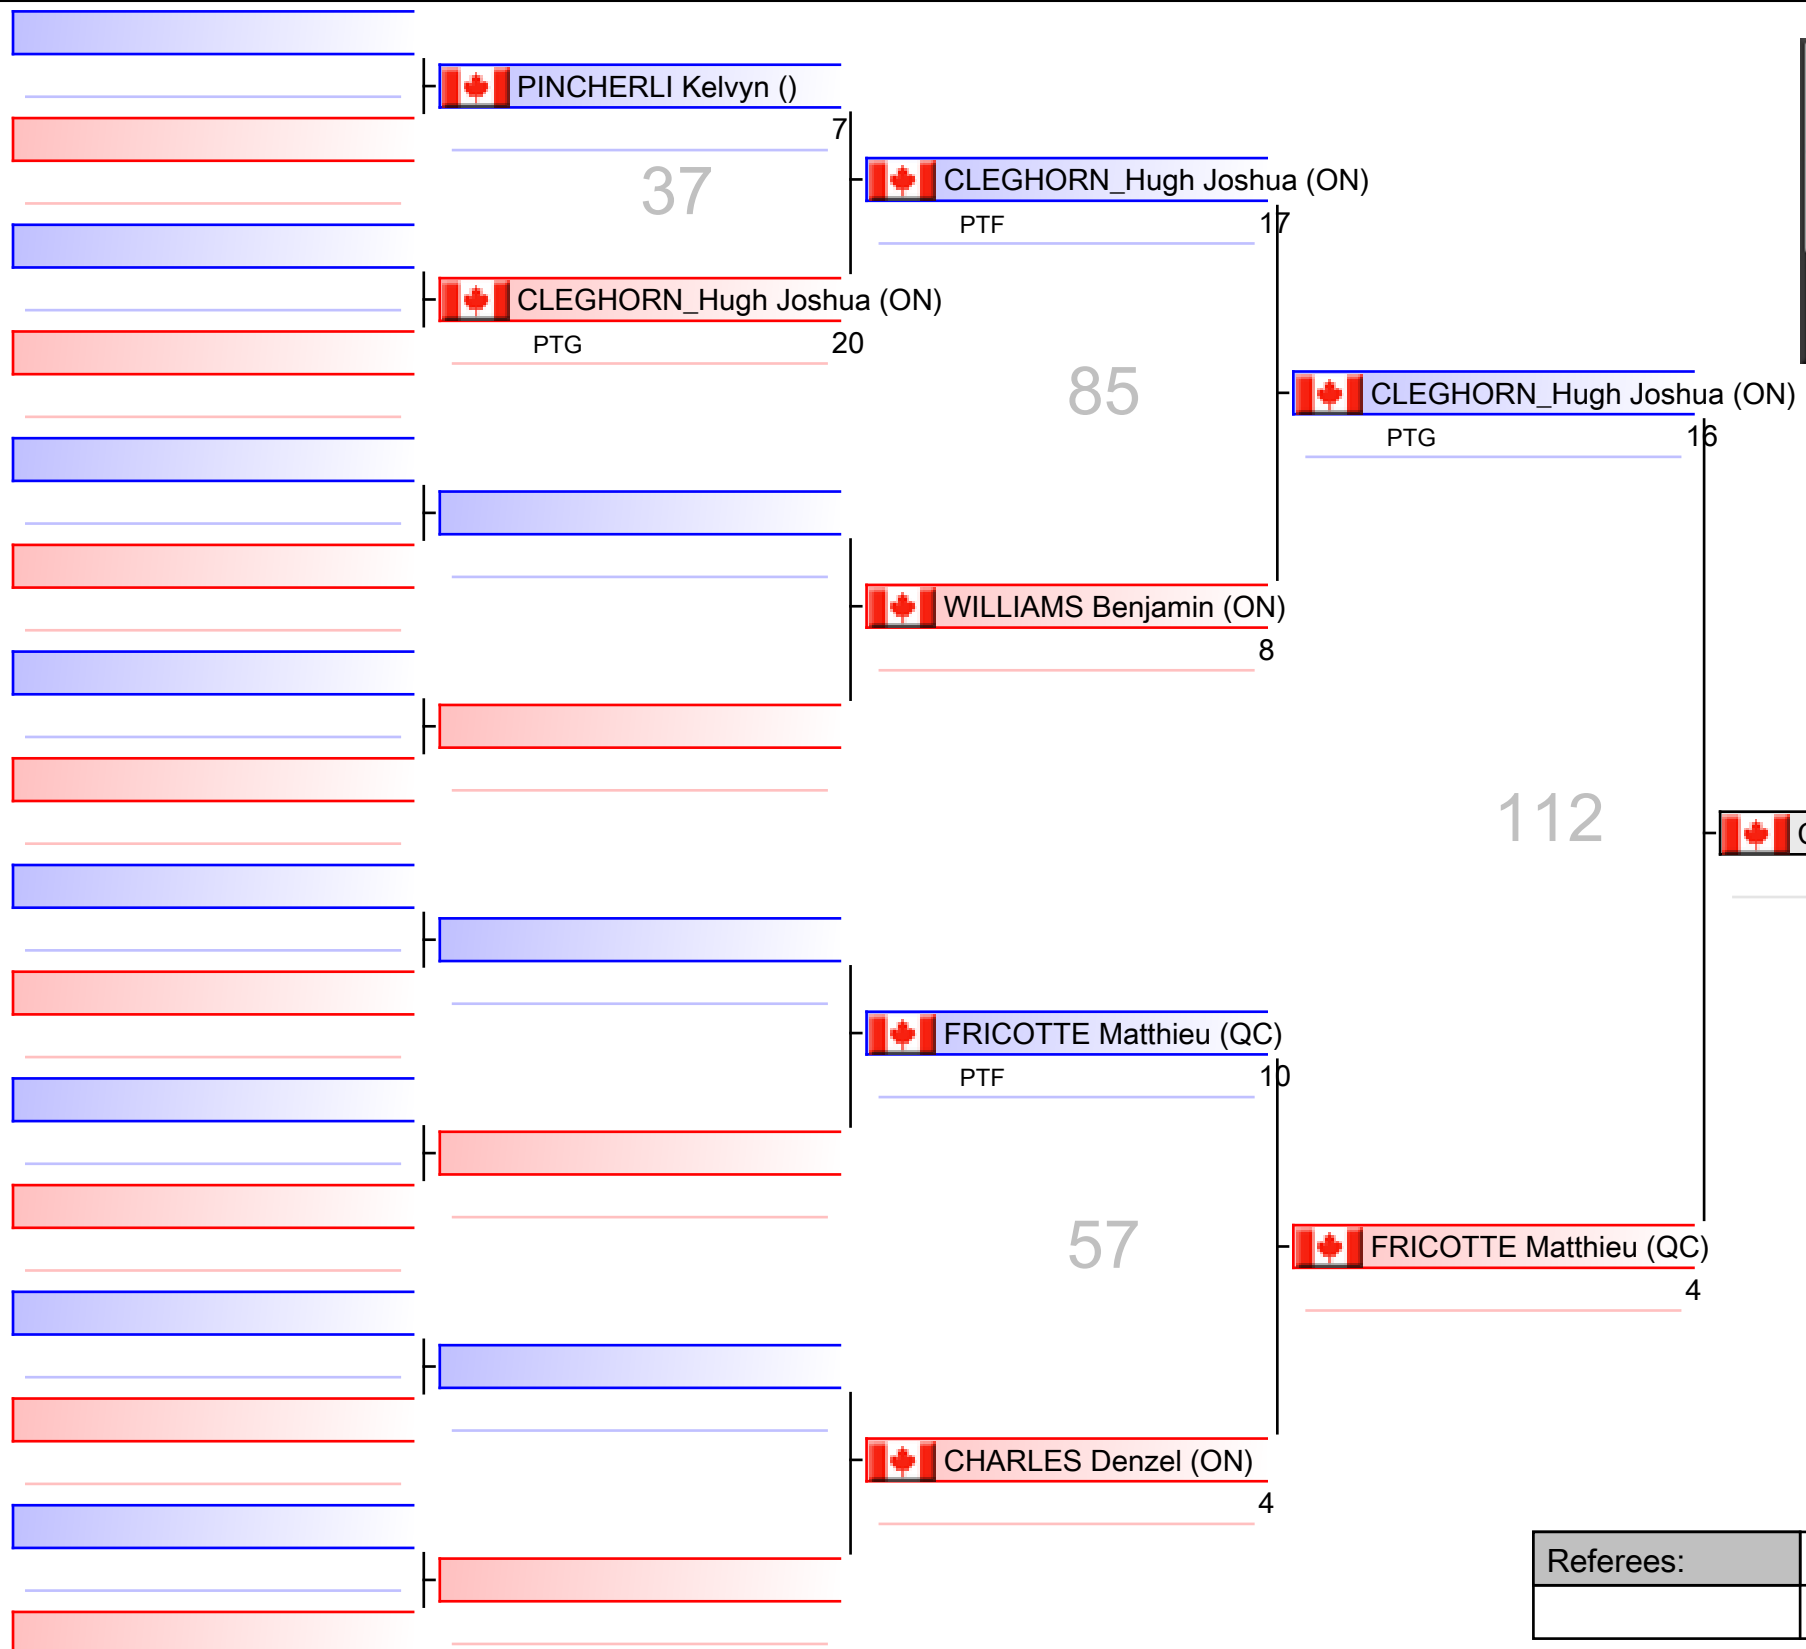 PINCHERLI Kelvyn ()
7
37
CLEGHORN_Hugh Joshua (ON)
PTG 20
CLEGHORN_Hugh Joshua (ON)
PTF 17
85
WILLIAMS Benjamin (ON)
8
CLEGHORN_Hugh Joshua (ON)
PTG 16
112
FRICOTTE Matthieu (QC)
PTF 10
57
CHARLES Denzel (ON)
4
FRICOTTE Matthieu (QC)
4
Referees: